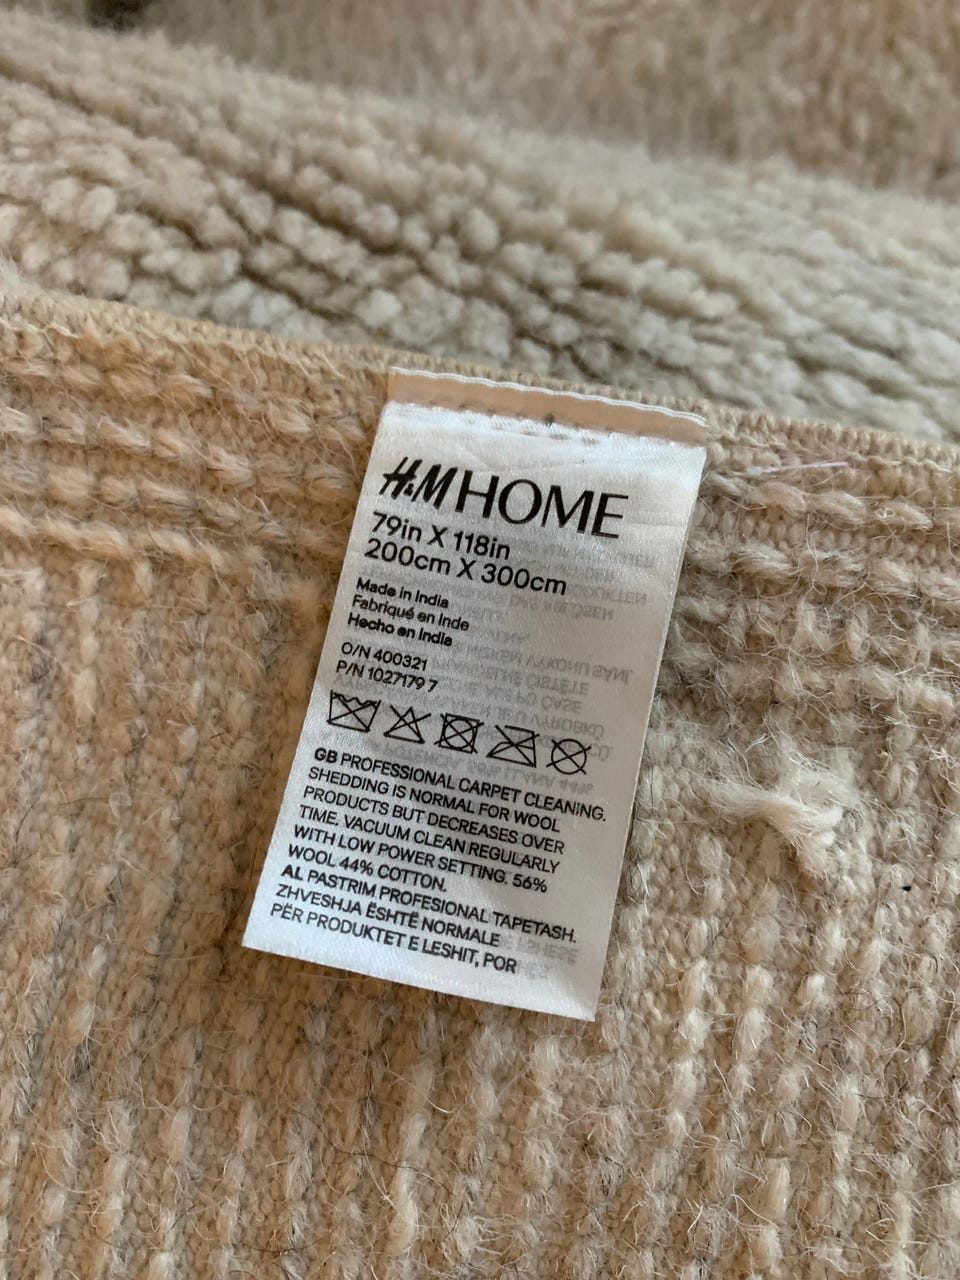 H&M HOME
79in X 118in
200cm X 300cm
Made in India
Fabriqué en Inde
Hecho en India
O/N 400321
P/N 1027179 7
GB PROFESSIONAL CARPET CLEANING.
SHEDDING IS NORMAL FOR WOOL
PRODUCTS BUT DECREASES OVER
TIME. VACUUM CLEAN REGULARLY
WITH LOW POWER SETTING. 56%
WOOL 44% COTTON.
AL PASTRIM PROFESIONAL TAPETASH.
ZHVESHJA ËSHTË NORMALE
PËR PRODUKTET E LESHIT, POR